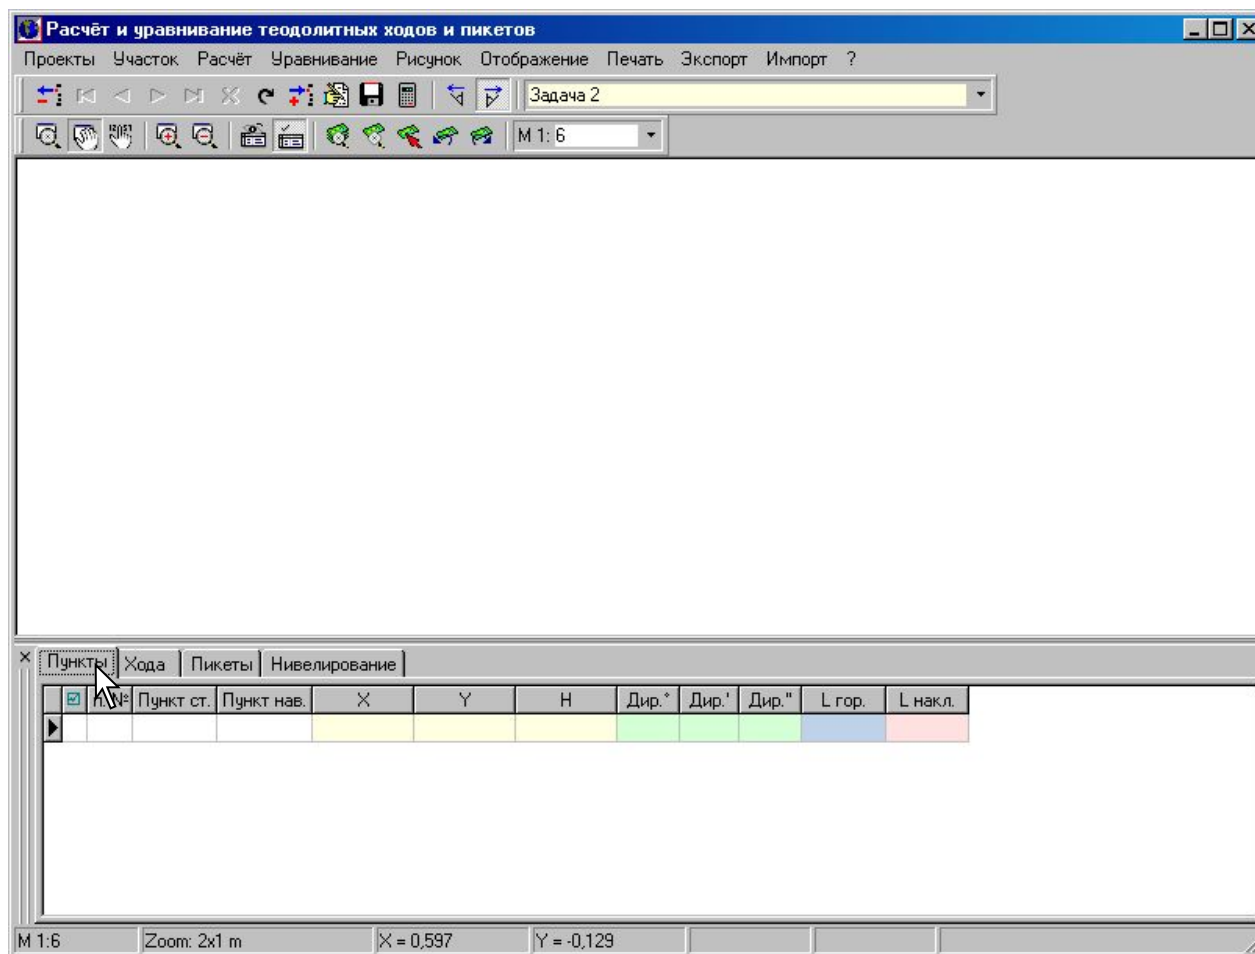 Расчёт и уравнивание теодолитных ходов и пикетов
Проекты Участок Расчёт Уравнивание Рисунок Отображение Печать Экспорт Импорт ?
Задача 2
М 1: 6
Пункты Хода Пикеты Нивелирование
№ Пункт ст. Пункт нав. X Y H Дир.° Дир.' Дир." L гор. L накл.
М 1:6 Zoom: 2x1 m X = 0,597 Y = -0,129